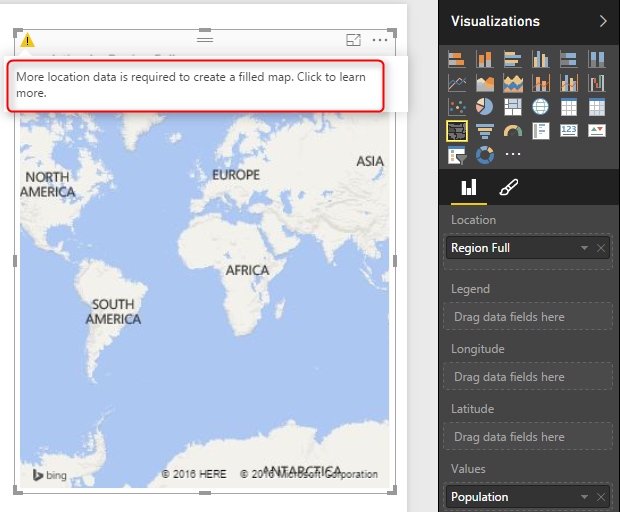 More location data is required to create a filled map. Click to learn
more.
NORTH
AMERICA
EUROPE
ASIA
AFRICA
SOUTH
AMERICA
ANTARCTICA
bing
© 2016 HERE © 2016 Microsoft Corporation
Visualizations
123
Location
Region Full
Legend
Drag data fields here
Longitude
Drag data fields here
Latitude
Drag data fields here
Values
Population